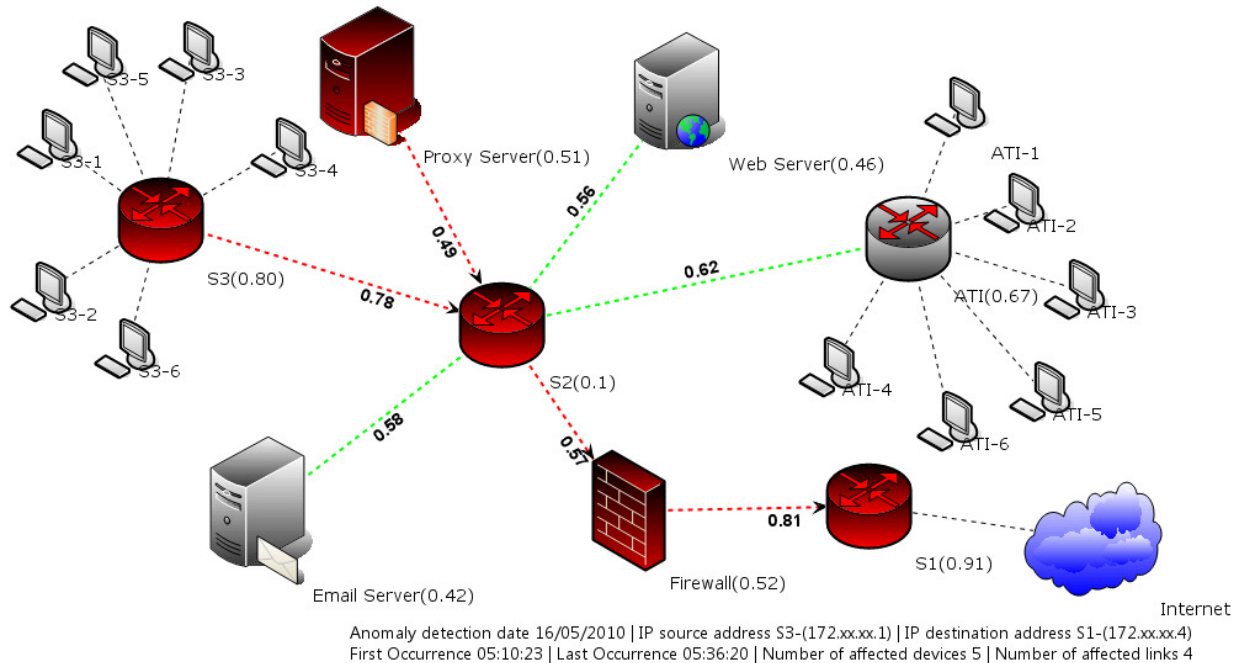 S3-5
S3-3
S3-1
S3-4
Proxy Server(0.51)
Web Server(0.46)
ATI-1
0.56
ATI-2
0.49
0.62
S3(0.80)
0.78
ATI(0.67)
S3-2
ATI-3
S3-6
S2(0.1)
ATI-4
ATI-5
0.58
0.57
ATI-6
0.81
S1(0.91)
Firewall(0.52)
Email Server(0.42)
Internet
Anomaly detection date 16/05/2010 | IP source address S3-(172.xx.xx.1) | IP destination address S1-(172.xx.xx.4)
First Occurrence 05:10:23 | Last Occurrence 05:36:20 | Number of affected devices 5 | Number of affected links 4